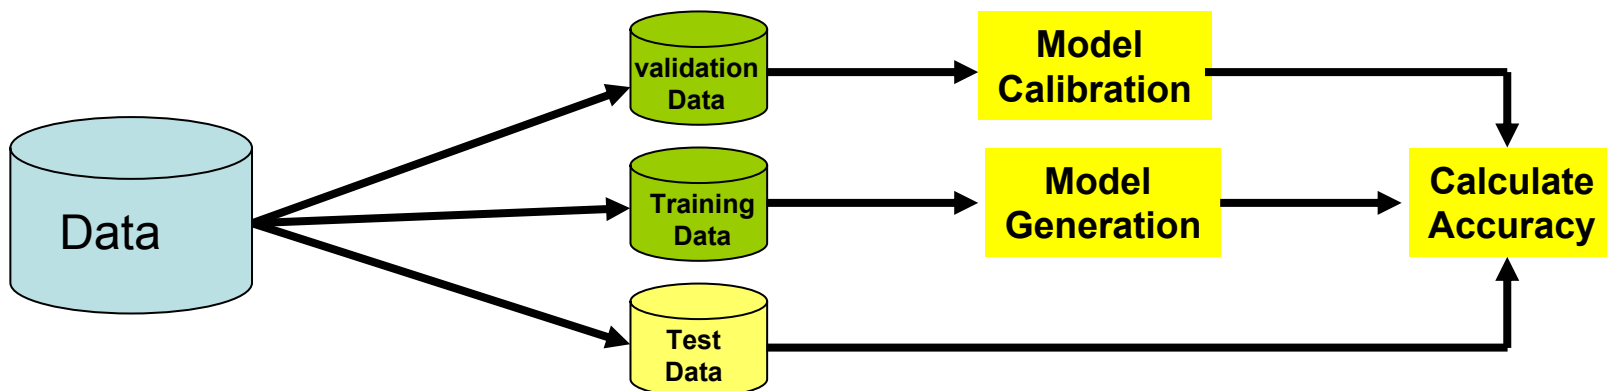 Data
validation
Data
Training
Data
Test
Data
Model
Calibration
Model
Generation
Calculate
Accuracy